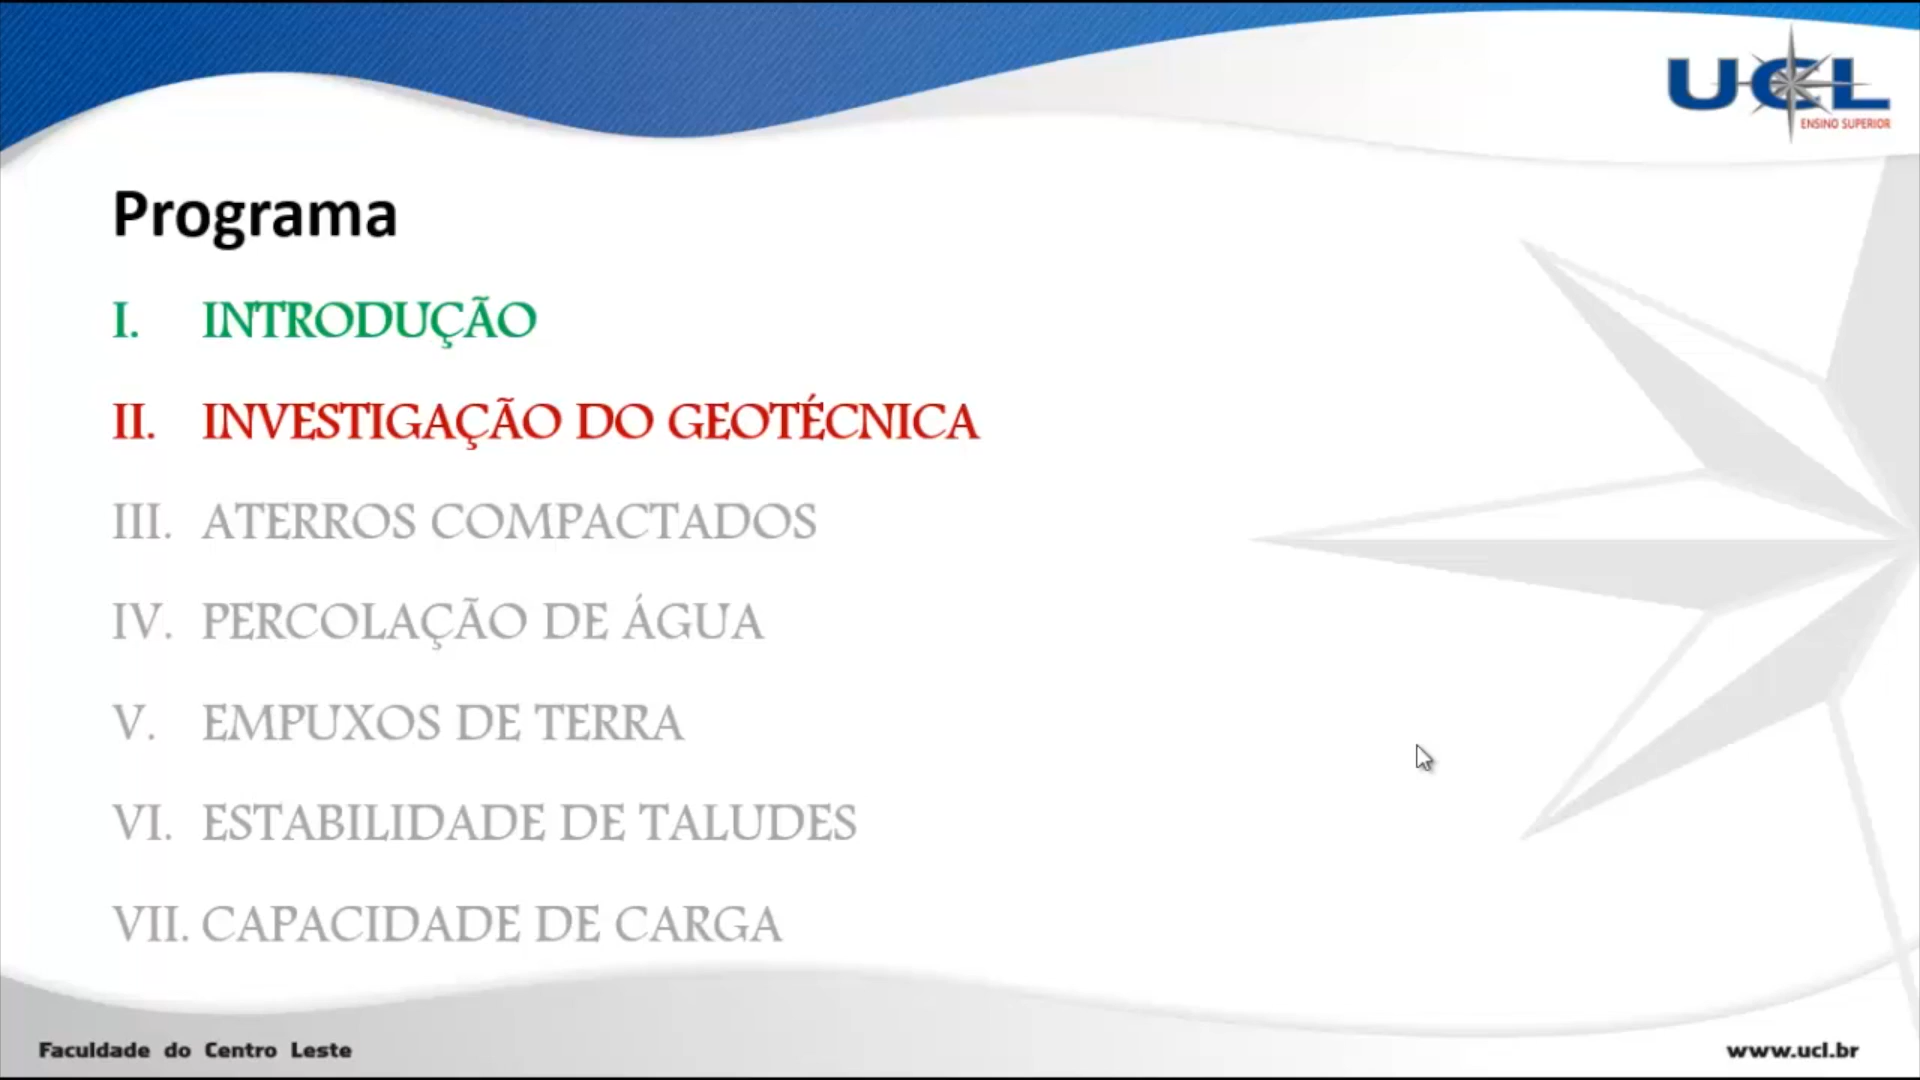 UCL
ENSINO SUPERIOR
Programa
I. INTRODUÇÃO
II. INVESTIGAÇÃO DO GEOTÉCNICA
III. ATERROS COMPACTADOS
IV. PERCOLAÇÃO DE ÁGUA
V. EMPUXOS DE TERRA
VI. ESTABILIDADE DE TALUDES
VII. CAPACIDADE DE CARGA
Faculdade do Centro Leste
www.ucl.br